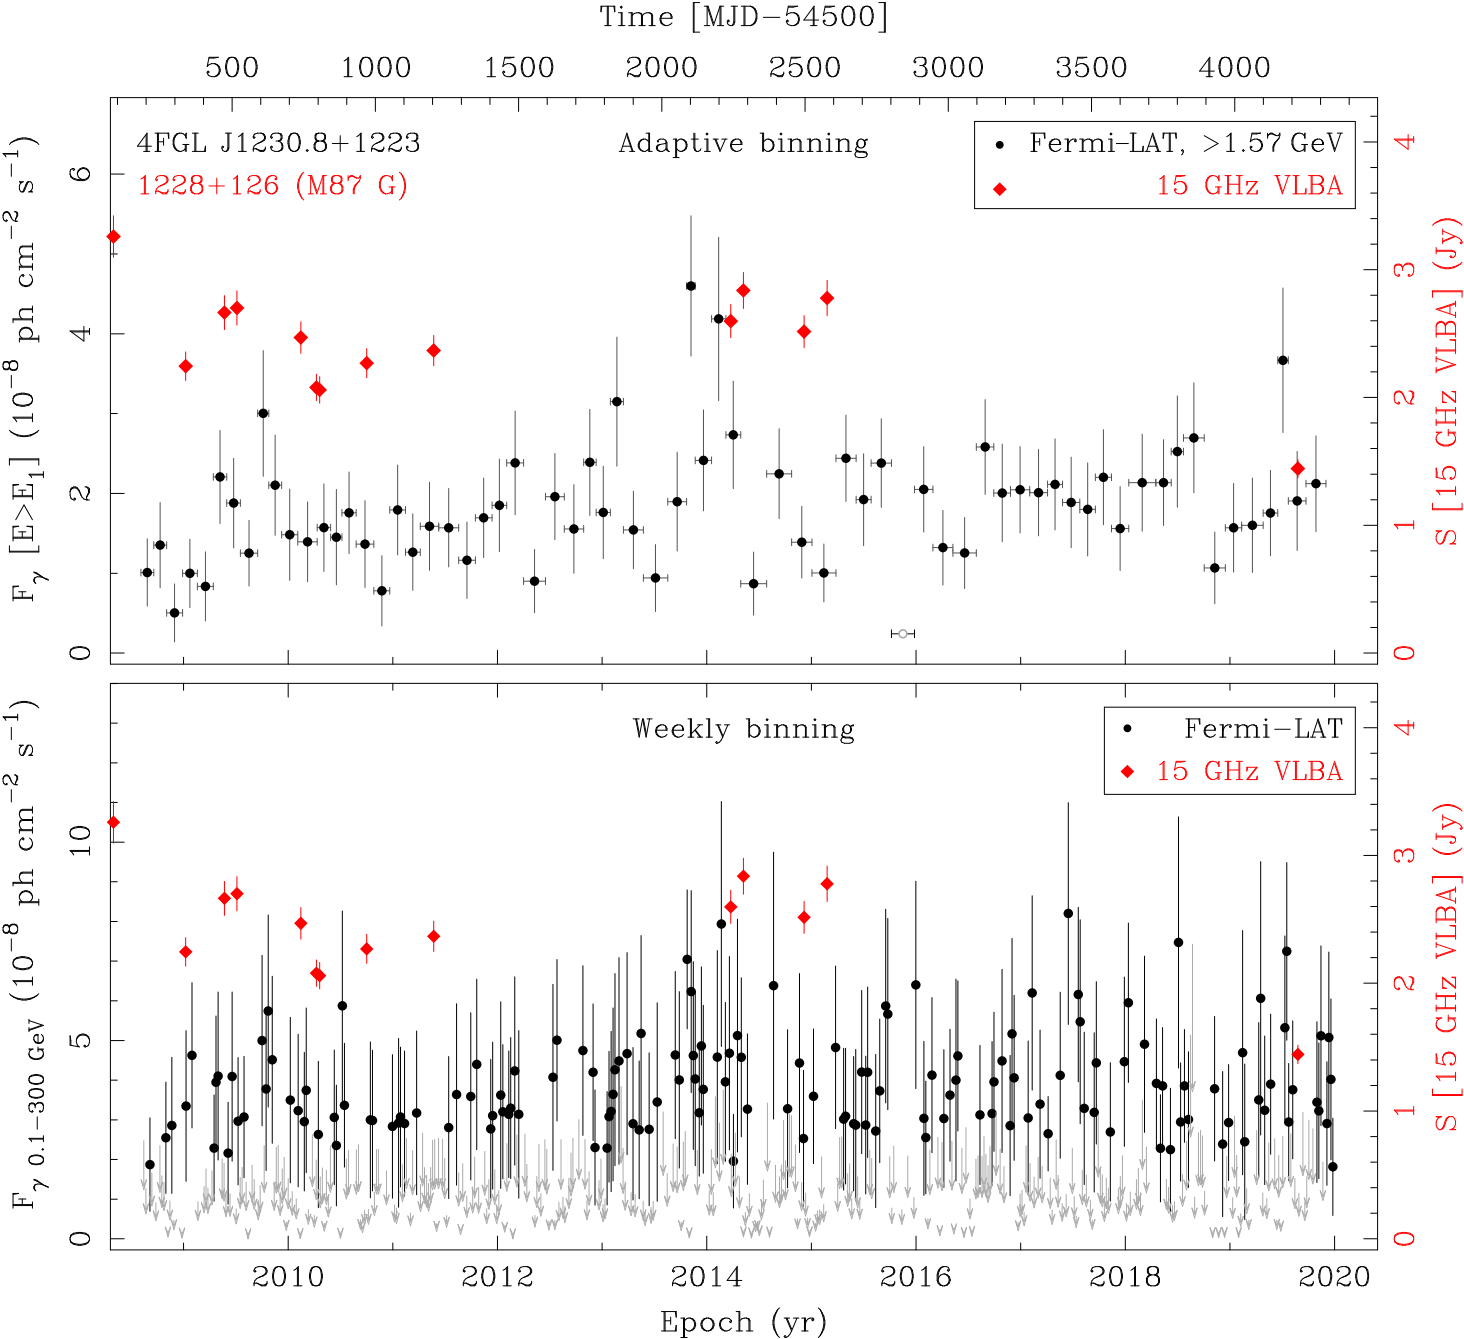 Time [MJD−54500]
500 1000 1500 2000 2500 3000 3500 4000
4FGL J1230.8+1223
1228+126 (M87 G)
Adaptive binning
Fermi−LAT, >1.57 GeV
15 GHz VLBA
F γ [E>E1] (10−8 ph cm−2 s−1)
0 2 4 6
S [15 GHz VLBA] (Jy)
0 1 2 3 4
Weekly binning
Fermi−LAT
15 GHz VLBA
F γ 0.1−300 GeV (10−8 ph cm−2 s−1)
0 5 10
S [15 GHz VLBA] (Jy)
0 1 2 3 4
2010 2012 2014 2016 2018 2020
Epoch (yr)